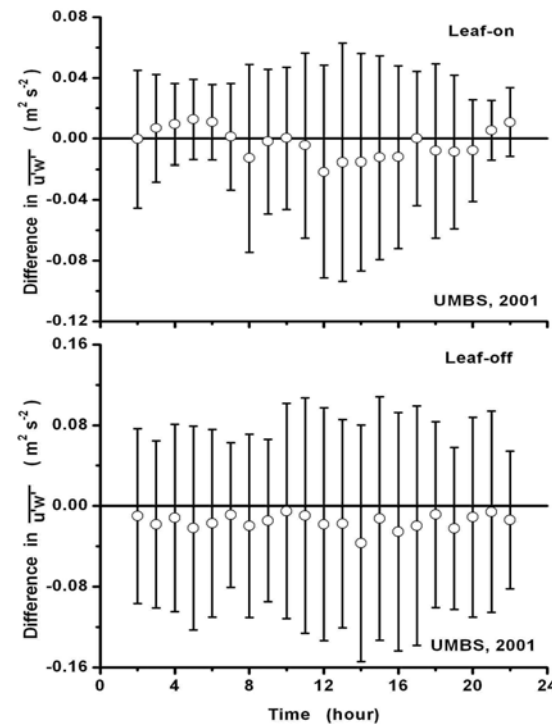 0.08
Leaf-on
0.04
0.00
-0.04
-0.08
-0.12
UMBS, 2001
Difference in u'w' ( m² s⁻² )
0.16
Leaf-off
0.08
0.00
-0.08
-0.16
UMBS, 2001
Difference in u'w' ( m² s⁻² )
0 4 8 12 16 20 24
Time (hour)